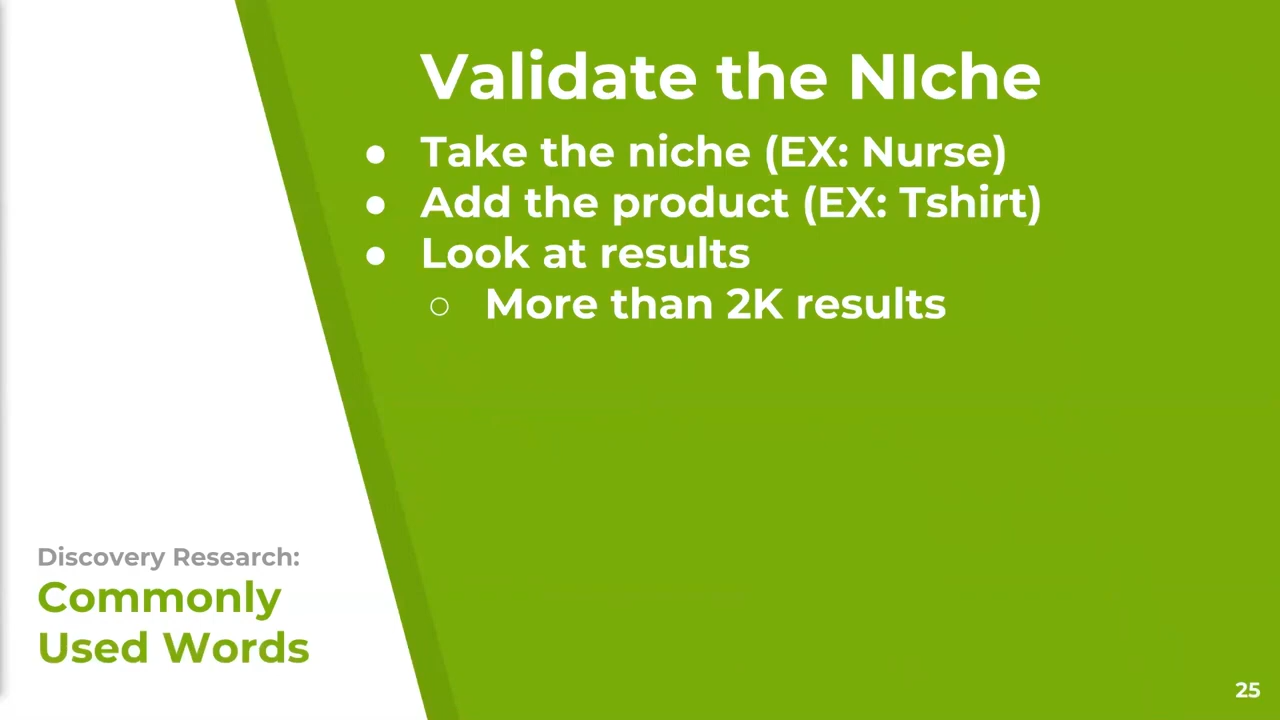 Validate the NIche
● Take the niche (EX: Nurse)
● Add the product (EX: Tshirt)
● Look at results
○ More than 2K results
Discovery Research:
Commonly
Used Words
25